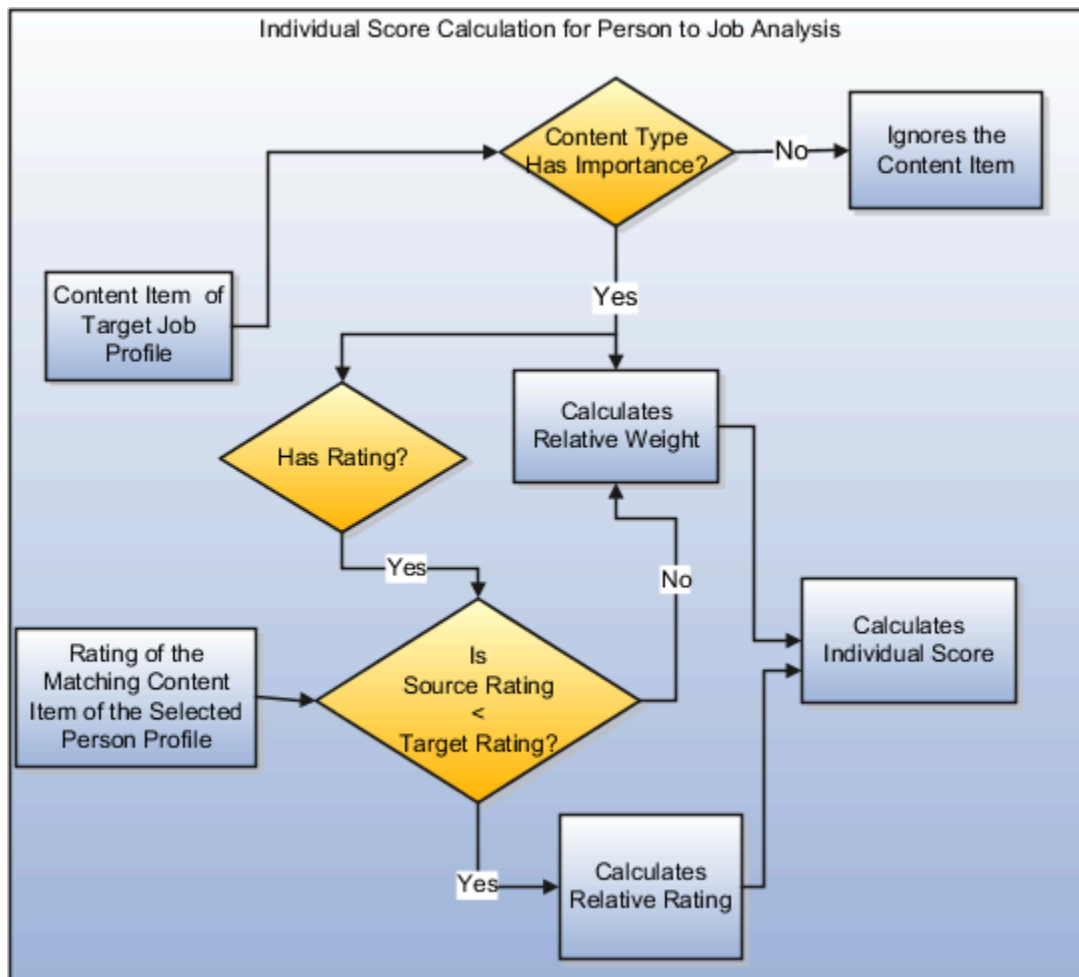 Individual Score Calculation for Person to Job Analysis
Content Type
Has Importance?
No
Ignores the
Content Item
Content Item of
Target Job
Profile
Yes
Has Rating?
Calculates
Relative Weight
Yes
No
Rating of the
Matching Content
Item of the Selected
Person Profile
Is
Source Rating
<
Target Rating?
Calculates
Individual Score
Yes
Calculates
Relative Rating